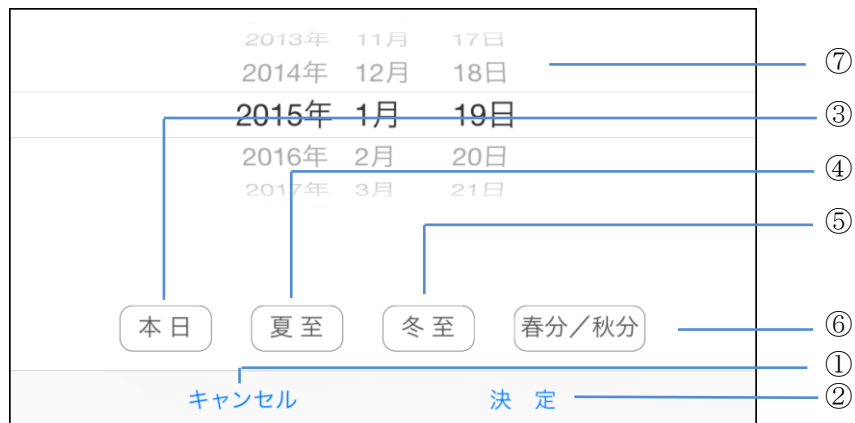 2013年 11月 17日
2014年 12月 18日 ⑦
2015年 1月 19日 ③
2016年 2月 20日 ④
2017年 3月 21日
⑤
本日 夏至 冬至 春分／秋分 ⑥
①
キャンセル 決 定 ②